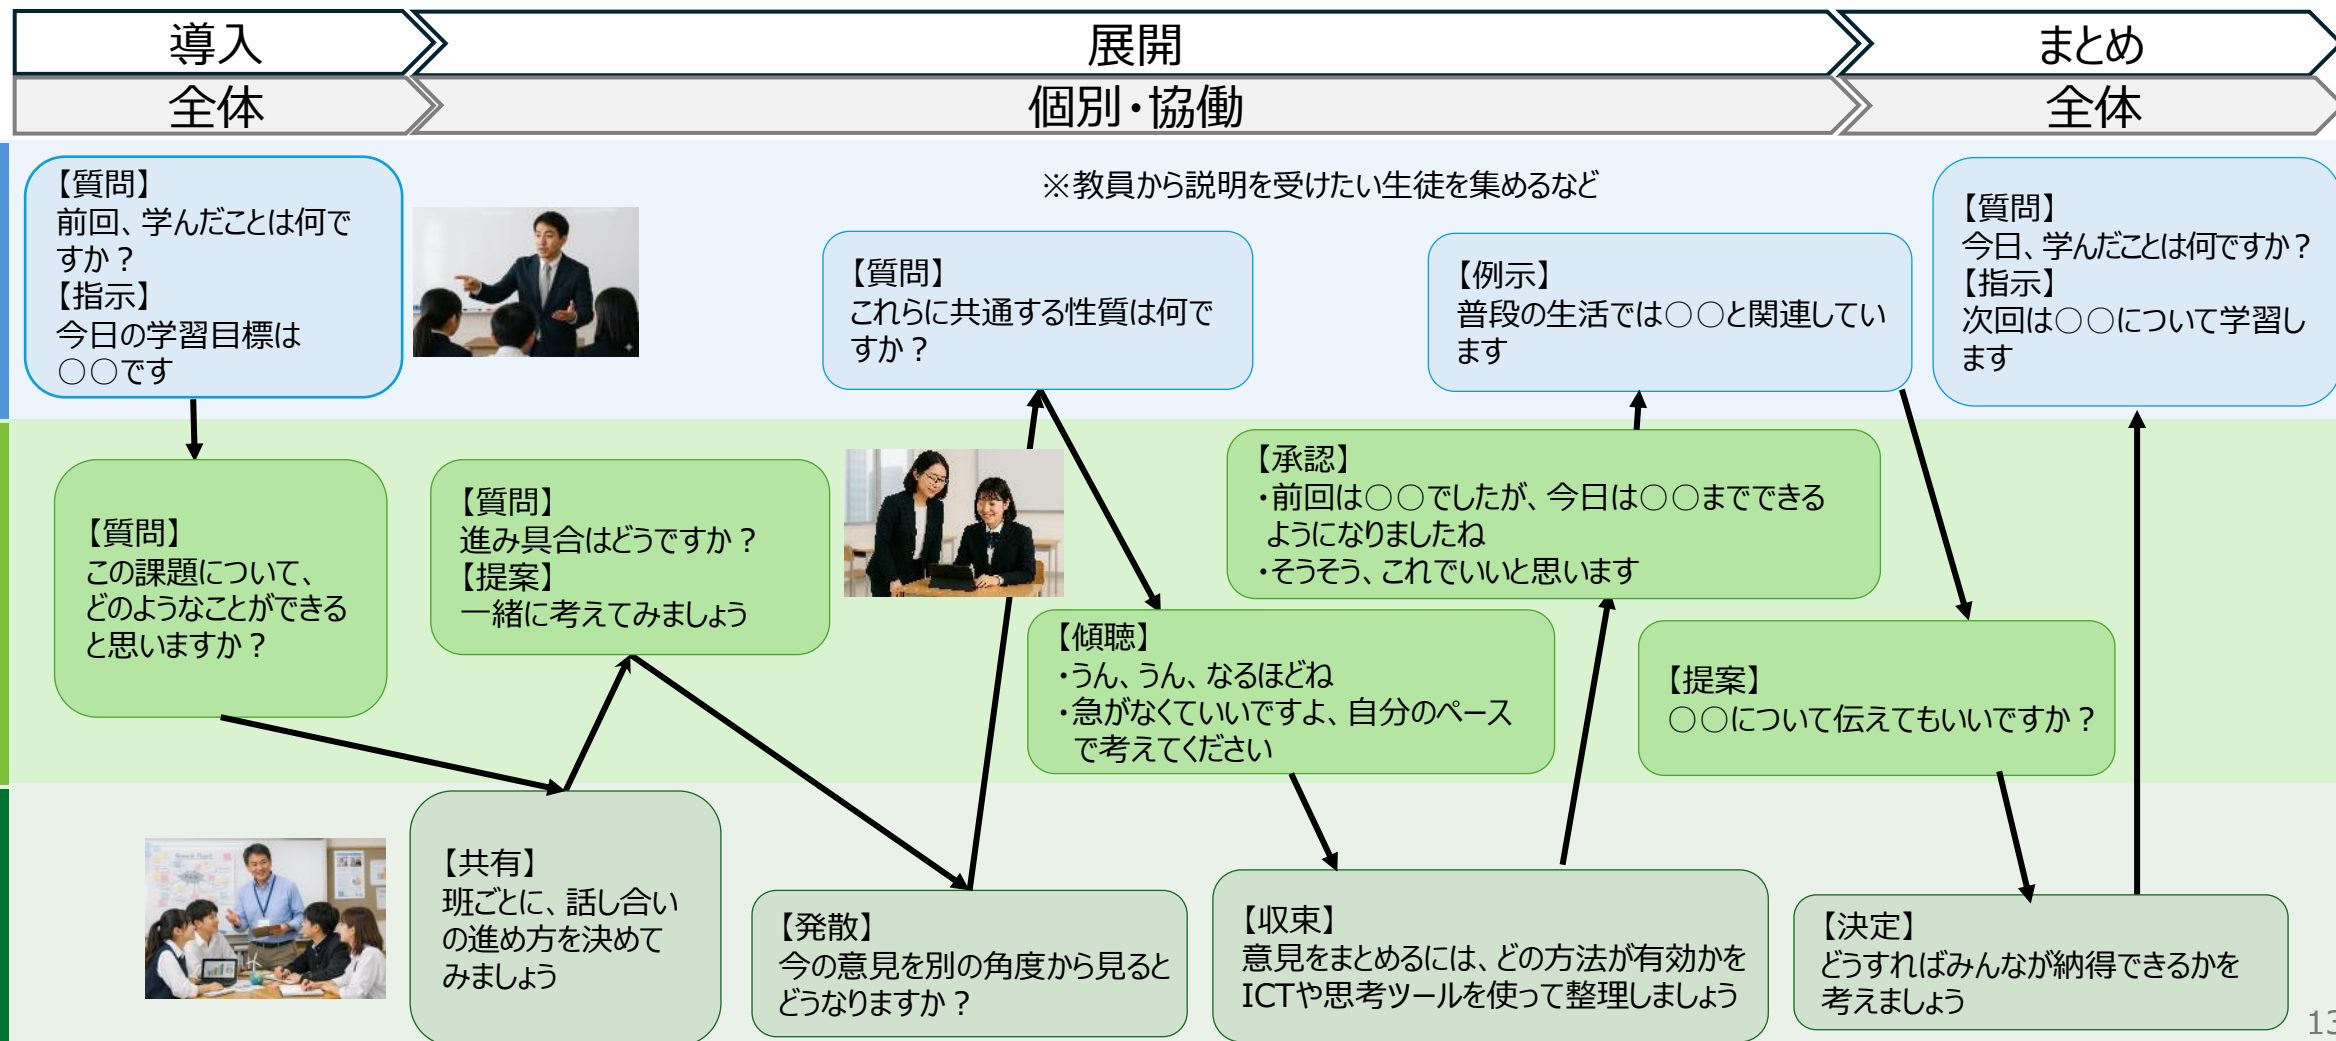 導入
展開
まとめ
全体
個別・協働
全体
※教員から説明を受けたい生徒を集めるなど
【質問】
前回、学んだことは何で
すか？
【指示】
今日の学習目標は
○○です
【質問】
これらに共通する性質は何で
すか？
【例示】
普段の生活では○○と関連してい
ます
【質問】
今日、学んだことは何ですか？
【指示】
次回は○○について学習し
ます
【質問】
この課題について、
どのようなことができる
と思いますか？
【質問】
進み具合はどうですか？
【提案】
一緒に考えてみましょう
【傾聴】
・うん、うん、なるほどね
・急がなくていいですよ、自分のペース
で考えてください
【承認】
・前回は○○でしたが、今日は○○までできる
ようになりましたね
・そうそう、これでいいと思います
【提案】
○○について伝えてもいいですか？
【共有】
班ごとに、話し合い
の進め方を決めて
みましょう
【発散】
今の意見を別の角度から見ると
どうなりますか？
【収束】
意見をまとめるには、どの方法が有効かを
ICTや思考ツールを使って整理しましょう
【決定】
どうすればみんなが納得できるかを
考えましょう
13